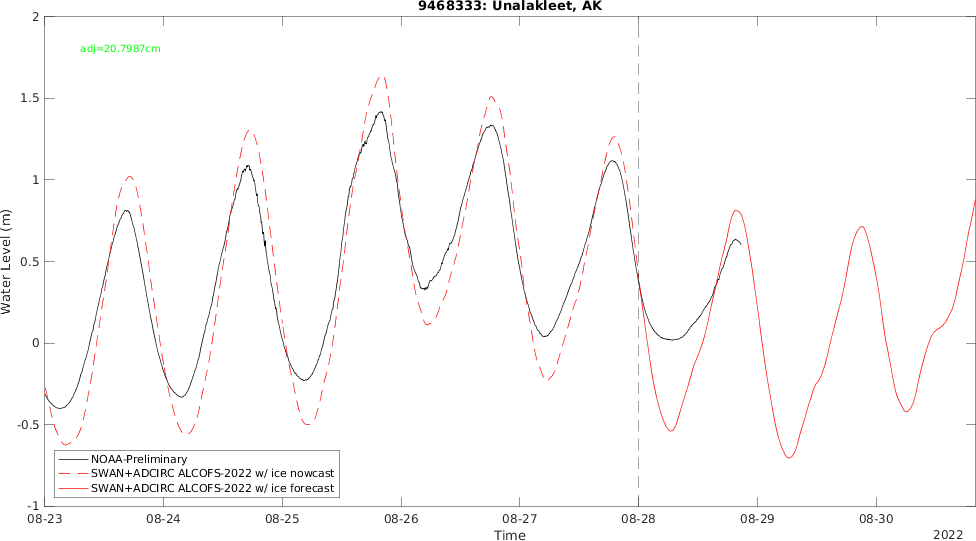 9468333: Unalakleet, AK
adj=20.7987cm
Water Level (m)
2
1.5
1
0.5
0
-0.5
-1
NOAA-Preliminary
SWAN+ADCIRC ALCOFS-2022 w/ ice nowcast
SWAN+ADCIRC ALCOFS-2022 w/ ice forecast
08-23 08-24 08-25 08-26 08-27 08-28 08-29 08-30
Time
2022